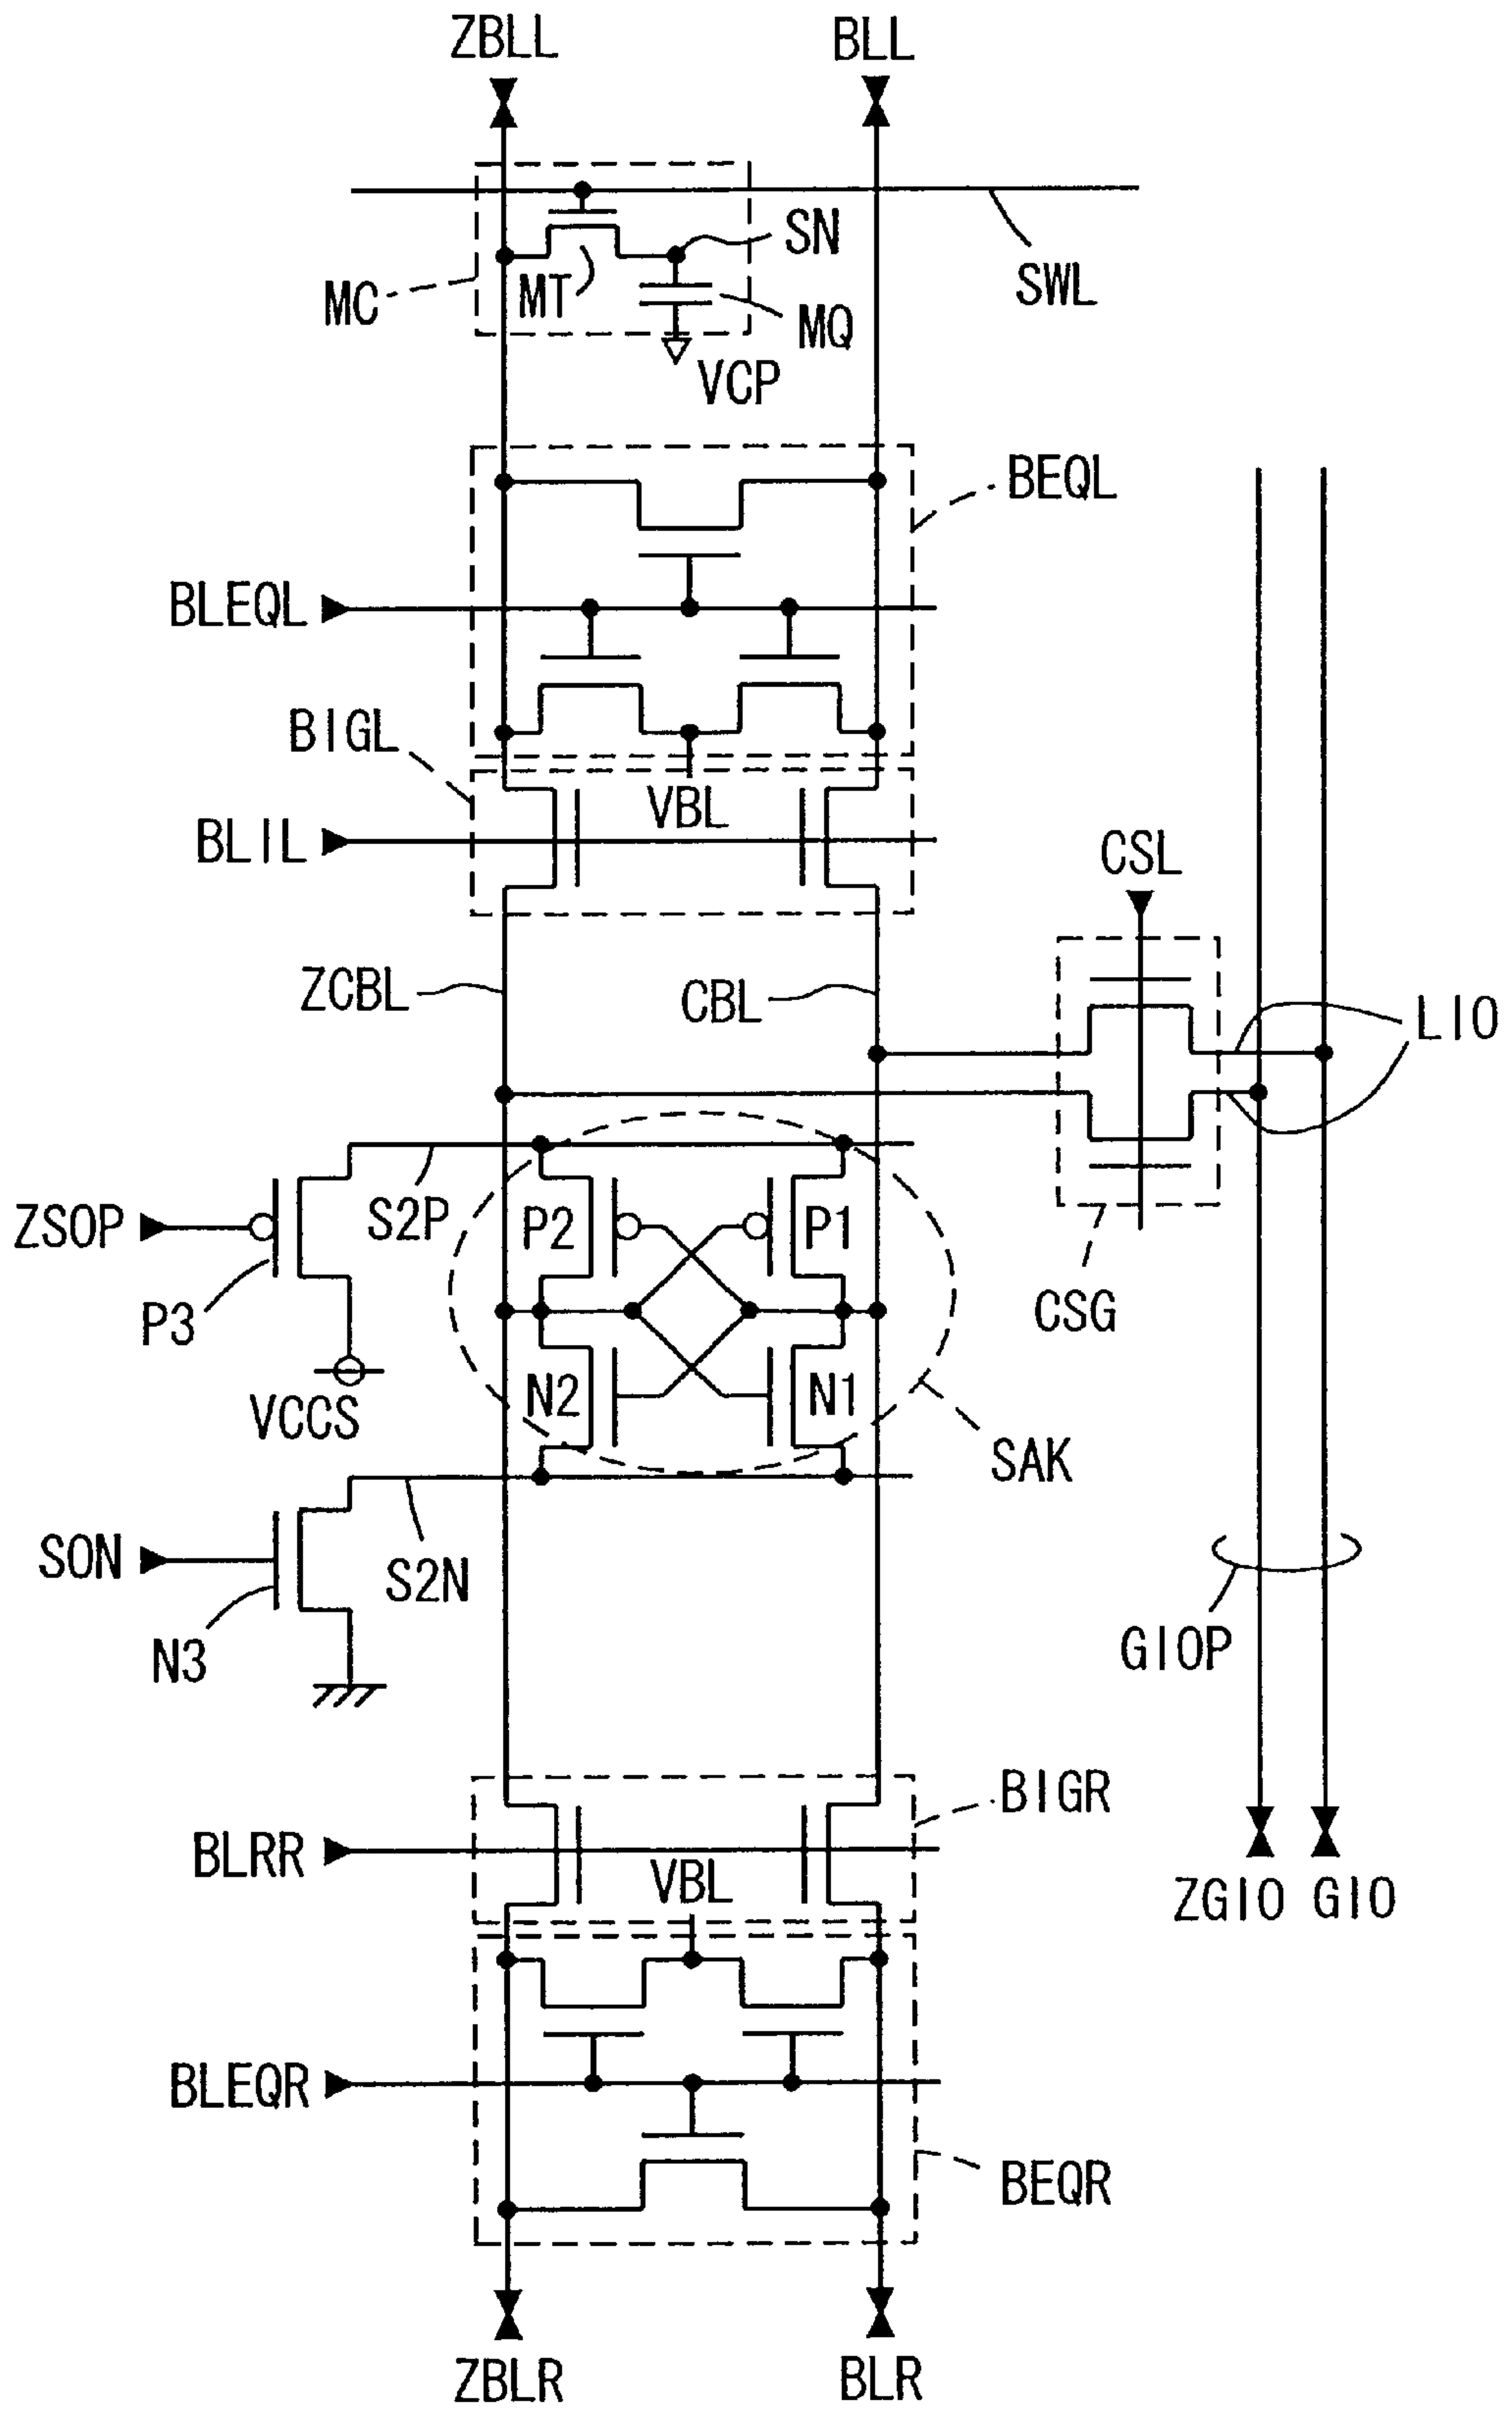 ZBLL
BLL
SN
SWL
MC
MT
MQ
VCP
BEQL
BLEQL
BIGL
VBL
BLIL
CSL
ZCBL
CBL
LIO
S2P
P2
P1
ZSOP
P3
CSG
VCCS
N2
N1
SAK
SON
S2N
N3
GIOP
BIGR
BLRR
VBL
ZGIO
GIO
BLEQR
BEQR
ZBLR
BLR